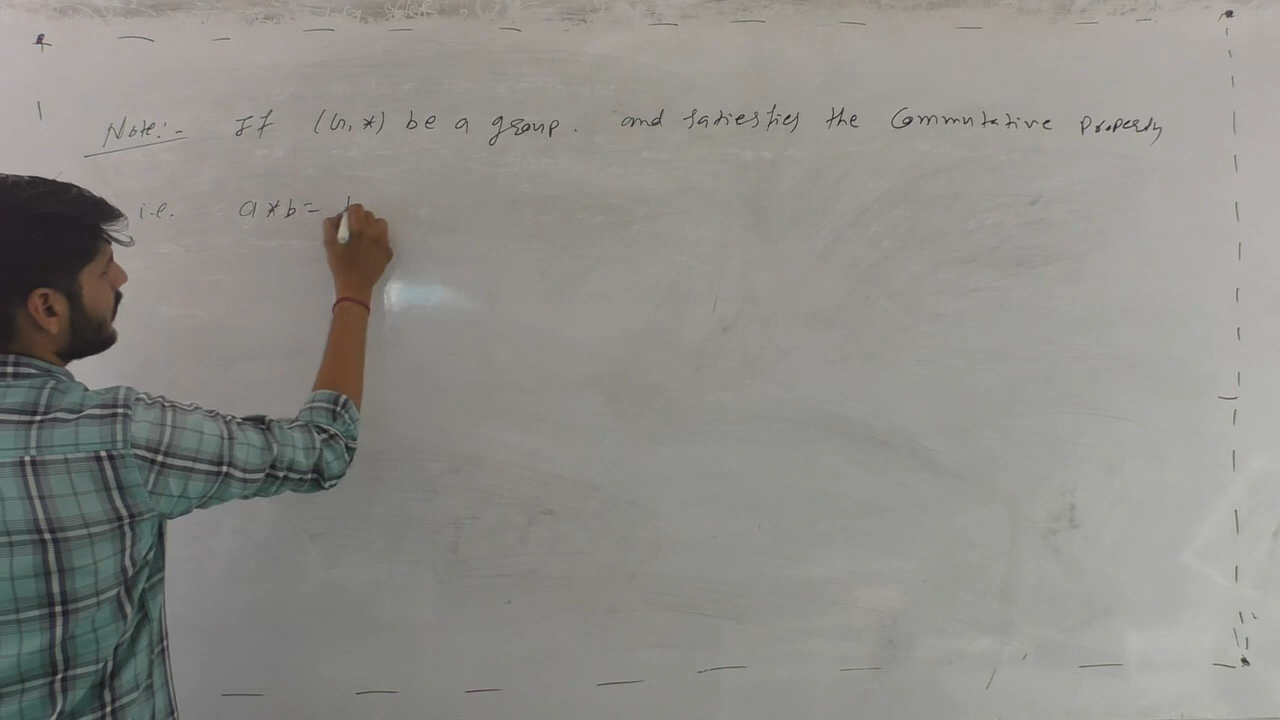 Note:- If (G, *) be a group. and satiesfies the Commutative Property
i.e. a * b =